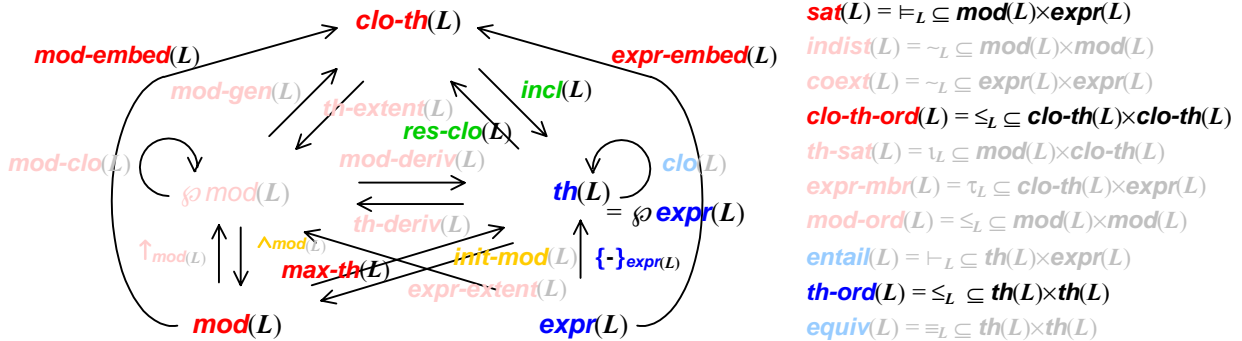 clo-th(L)
mod-embed(L)
expr-embed(L)
mod-gen(L)
th-extent(L)
incl(L)
res-clo(L)
mod-clo(L)
mod-deriv(L)
clo(L)
℘ mod(L)
th(L)
= ℘ expr(L)
th-deriv(L)
↑mod(L)
∧mod(L)
max-th(L)
init-mod(L)
{-}expr(L)
expr-extent(L)
mod(L)
expr(L)
sat(L) = ⊨L ⊆ mod(L)×expr(L)
indist(L) = ~L ⊆ mod(L)×mod(L)
coext(L) = ~L ⊆ expr(L)×expr(L)
clo-th-ord(L) = ≤L ⊆ clo-th(L)×clo-th(L)
th-sat(L) = ιL ⊆ mod(L)×clo-th(L)
expr-mbr(L) = τL ⊆ clo-th(L)×expr(L)
mod-ord(L) = ≤L ⊆ mod(L)×mod(L)
entail(L) = ⊢L ⊆ th(L)×expr(L)
th-ord(L) = ≤L ⊆ th(L)×th(L)
equiv(L) = ≡L ⊆ th(L)×th(L)